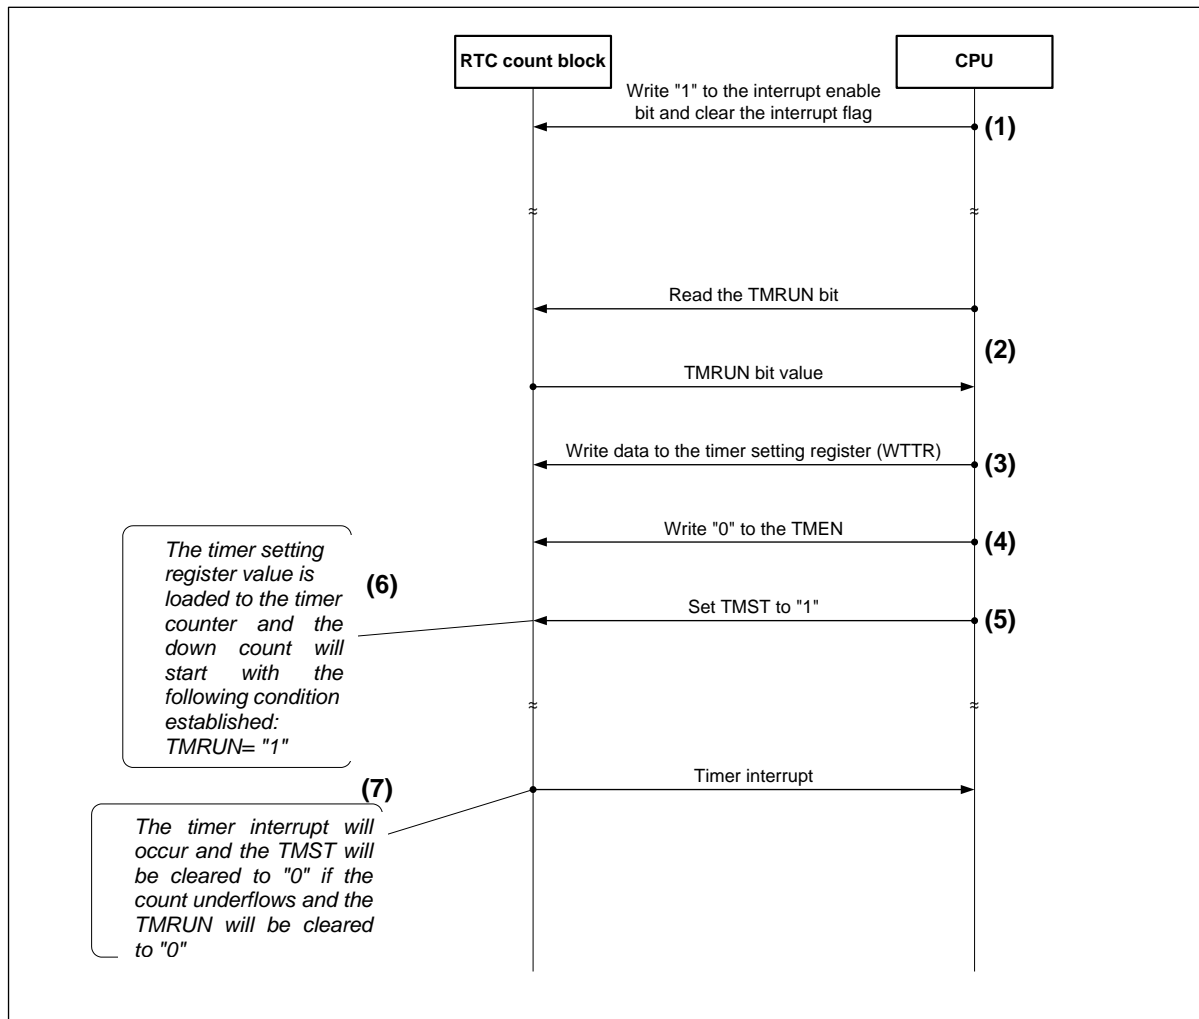 RTC count block
CPU
Write "1" to the interrupt enable
bit and clear the interrupt flag
(1)
Read the TMRUN bit
(2)
TMRUN bit value
Write data to the timer setting register (WTTR)
(3)
Write "0" to the TMEN
(4)
The timer setting
register value is
loaded to the timer
counter and the
down count will
start with the
following condition
established:
TMRUN= "1"
(6)
Set TMST to "1"
(5)
(7)
Timer interrupt
The timer interrupt will
occur and the TMST will
be cleared to "0" if the
count underflows and the
TMRUN will be cleared
to "0"